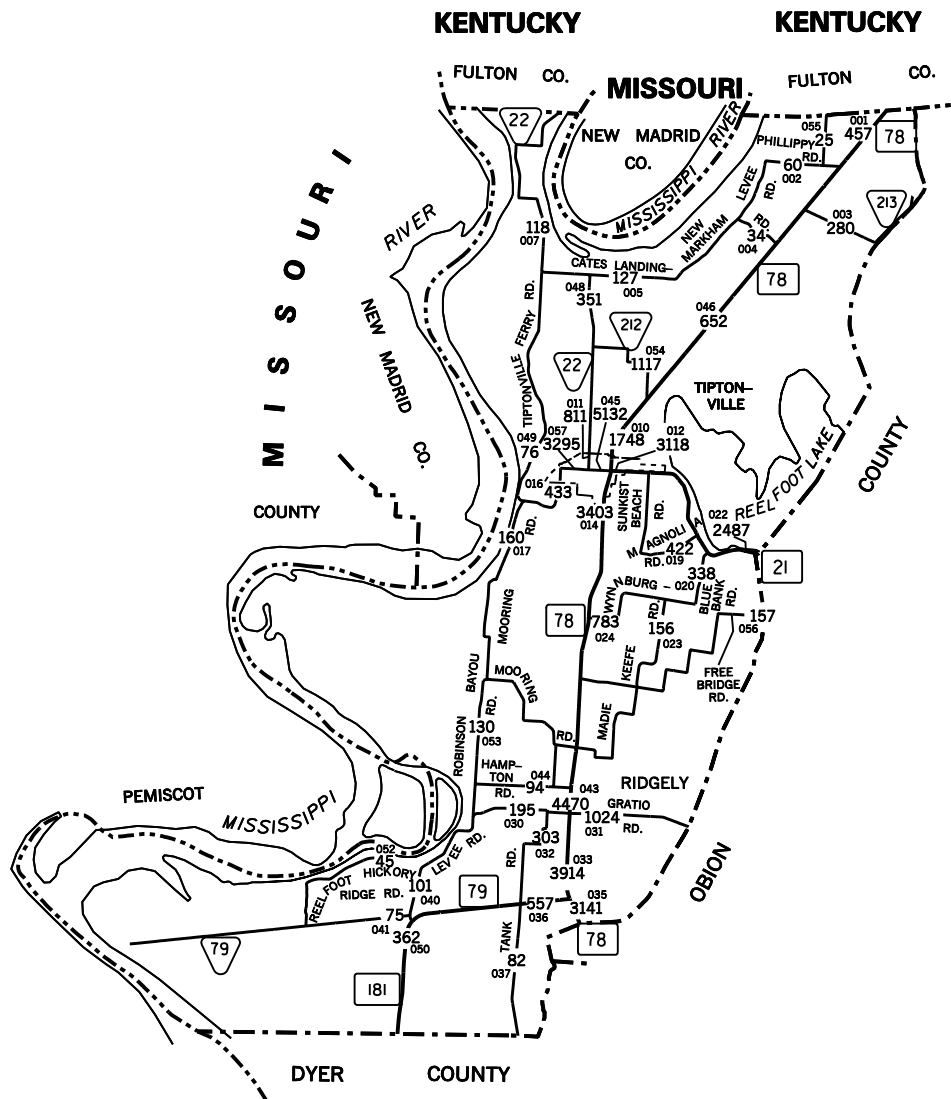 KENTUCKY
KENTUCKY
FULTON CO.
MISSOURI
FULTON CO.
22
NEW MADRID
CO.
RIVER
MISSISSIPPI
055
25
PHILLIPPY
RD.
001
457
78
60
002
LEVEE
RD.
NEW
MARKHAM
RD
34
004
003
280
213
MISSOURI
RIVER
NEW MADRID CO.
118
007
CATES LANDING
127
005
78
048
351
TIPTONVILLE FERRY RD.
046
652
212
054
1117
22
TIPTON-
VILLE
011
811
045
5132
010
1748
012
3118
049
76
057
3295
REELFOOT LAKE
COUNTY
016
433
3403
014
SUNKIST
BEACH
RD.
022
2487
COUNTY
160
017
RD.
MAGNOLIA
RD.
422
019
21
338
WYNNBURG
020
BLUE
BANK
RD.
MOORING
78
783
024
RD.
156
023
157
056
KEEFE
FREE
BRIDGE
RD.
BAYOU
MOORING
RD.
MADIE
130
053
ROBINSON
RD.
HAMP-
TON
RD.
044
94
043
RIDGELY
PEMISCOT
MISSISSIPPI
4470
GRATIO
195
030
1024
031
RD.
303
032
052
45
LEVEE RD.
HICKORY
REELFOOT
RIDGE RD.
101
040
RD.
033
3914
OBION
79
557
036
035
3141
75
041
362
050
TANK
78
79
82
037
181
DYER COUNTY